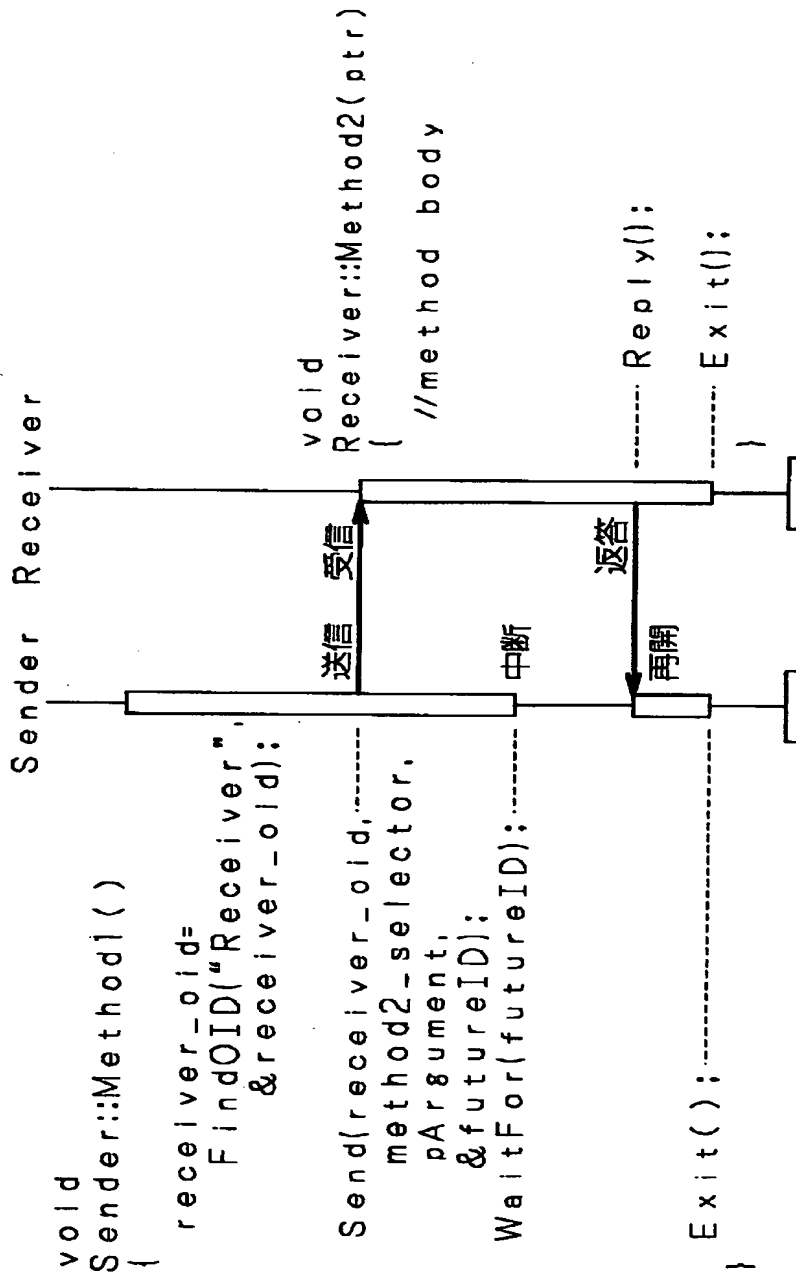 Sender Receiver
void
Sender::Method1()
{
receiver_oid=
FindOID("Receiver",
&receiver_oid);
Send(receiver_oid,
method2_selector,
pArgument,
&futureID);
WaitFor(futureID);
Exit();
}
送信
受信
中断
返答
再開
void
Receiver::Method2(ptr)
{
//method body
Reply();
Exit();
}